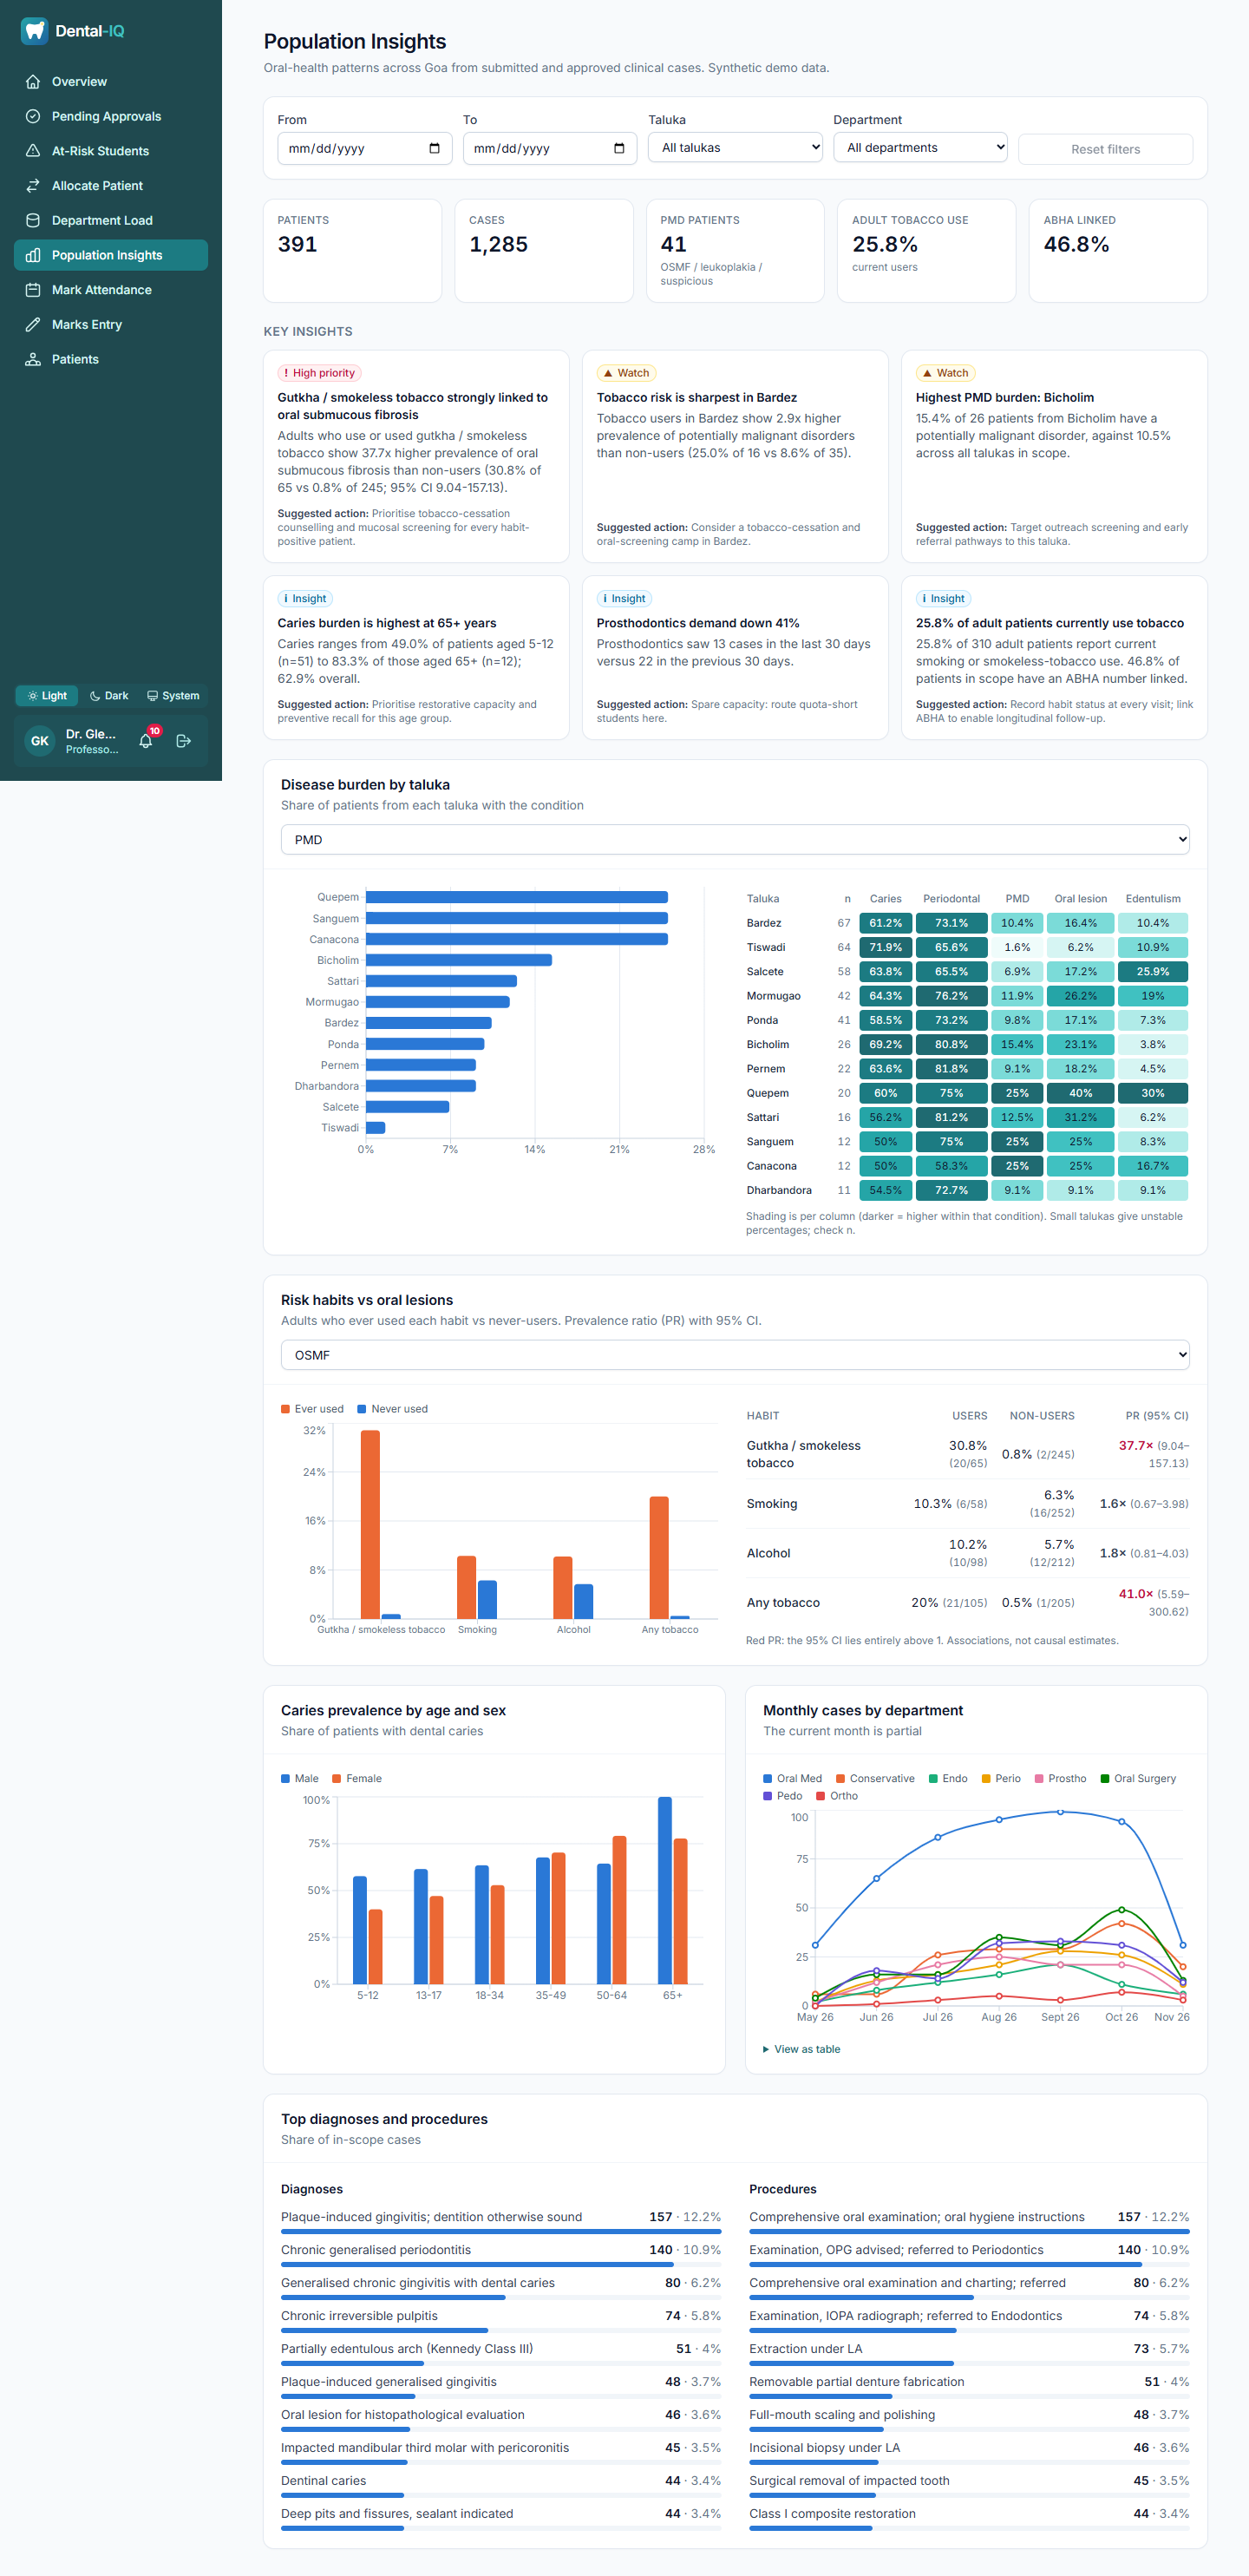 Dental-IQ
Overview
Pending Approvals
At-Risk Students
Allocate Patient
Department Load
Population Insights
Mark Attendance
Marks Entry
Patients
Light Dark System
GK
Dr. Gle...
Professo...
10
Population Insights
Oral-health patterns across Goa from submitted and approved clinical cases. Synthetic demo data.
From To Taluka Department
mm/dd/yyyy mm/dd/yyyy All talukas All departments Reset filters
PATIENTS
391
CASES
1,285
PMD PATIENTS
41
OSMF / leukoplakia /
suspicious
ADULT TOBACCO USE
25.8%
current users
ABHA LINKED
46.8%
KEY INSIGHTS
! High priority
Gutkha / smokeless tobacco strongly linked to
oral submucous fibrosis
Adults who use or used gutkha / smokeless
tobacco show 37.7x higher prevalence of oral
submucous fibrosis than non-users (30.8% of
65 vs 0.8% of 245; 95% CI 9.04-157.13).
Suggested action: Prioritise tobacco-cessation
counselling and mucosal screening for every habit-
positive patient.
▲ Watch
Tobacco risk is sharpest in Bardez
Tobacco users in Bardez show 2.9x higher
prevalence of potentially malignant disorders
than non-users (25.0% of 16 vs 8.6% of 35).
Suggested action: Consider a tobacco-cessation and
oral-screening camp in Bardez.
▲ Watch
Highest PMD burden: Bicholim
15.4% of 26 patients from Bicholim have a
potentially malignant disorder, against 10.5%
across all talukas in scope.
Suggested action: Target outreach screening and early
referral pathways to this taluka.
i Insight
Caries burden is highest at 65+ years
Caries ranges from 49.0% of patients aged 5-12
(n=51) to 83.3% of those aged 65+ (n=12);
62.9% overall.
Suggested action: Prioritise restorative capacity and
preventive recall for this age group.
i Insight
Prosthodontics demand down 41%
Prosthodontics saw 13 cases in the last 30 days
versus 22 in the previous 30 days.
Suggested action: Spare capacity: route quota-short
students here.
i Insight
25.8% of adult patients currently use tobacco
25.8% of 310 adult patients report current
smoking or smokeless-tobacco use. 46.8% of
patients in scope have an ABHA number linked.
Suggested action: Record habit status at every visit; link
ABHA to enable longitudinal follow-up.
Disease burden by taluka
Share of patients from each taluka with the condition
PMD
Quepem
Sanguem
Canacona
Bicholim
Sattari
Mormugao
Bardez
Ponda
Pernem
Dharbandora
Salcete
Tiswadi
0% 7% 14% 21% 28%
Taluka n Caries Periodontal PMD Oral lesion Edentulism
Bardez 67 61.2% 73.1% 10.4% 16.4% 10.4%
Tiswadi 64 71.9% 65.6% 1.6% 6.2% 10.9%
Salcete 58 63.8% 65.5% 6.9% 17.2% 25.9%
Mormugao 42 64.3% 76.2% 11.9% 26.2% 19%
Ponda 41 58.5% 73.2% 9.8% 17.1% 7.3%
Bicholim 26 69.2% 80.8% 15.4% 23.1% 3.8%
Pernem 22 63.6% 81.8% 9.1% 18.2% 4.5%
Quepem 20 60% 75% 25% 40% 30%
Sattari 16 56.2% 81.2% 12.5% 31.2% 6.2%
Sanguem 12 50% 75% 25% 25% 8.3%
Canacona 12 50% 58.3% 25% 25% 16.7%
Dharbandora 11 54.5% 72.7% 9.1% 9.1% 9.1%
Shading is per column (darker = higher within that condition). Small talukas give unstable
percentages; check n.
Risk habits vs oral lesions
Adults who ever used each habit vs never-users. Prevalence ratio (PR) with 95% CI.
OSMF
Ever used Never used
32%
24%
16%
8%
0%
Gutkha / smokeless tobacco Smoking Alcohol Any tobacco
HABIT USERS NON-USERS PR (95% CI)
Gutkha / smokeless
tobacco
30.8%
(20/65)
0.8% (2/245)
37.7× (9.04–
157.13)
Smoking 10.3% (6/58)
6.3%
(16/252)
1.6× (0.67–3.98)
Alcohol
10.2%
(10/98)
5.7%
(12/212)
1.8× (0.81–4.03)
Any tobacco 20% (21/105) 0.5% (1/205)
41.0× (5.59–
300.62)
Red PR: the 95% CI lies entirely above 1. Associations, not causal estimates.
Caries prevalence by age and sex
Share of patients with dental caries
Male Female
100%
75%
50%
25%
0%
5-12 13-17 18-34 35-49 50-64 65+
Monthly cases by department
The current month is partial
Oral Med Conservative Endo Perio Prostho Oral Surgery
Pedo Ortho
100
75
50
25
0
May 26 Jun 26 Jul 26 Aug 26 Sept 26 Oct 26 Nov 26
▶ View as table
Top diagnoses and procedures
Share of in-scope cases
Diagnoses
Plaque-induced gingivitis; dentition otherwise sound 157 · 12.2%
Chronic generalised periodontitis 140 · 10.9%
Generalised chronic gingivitis with dental caries 80 · 6.2%
Chronic irreversible pulpitis 74 · 5.8%
Partially edentulous arch (Kennedy Class III) 51 · 4%
Plaque-induced generalised gingivitis 48 · 3.7%
Oral lesion for histopathological evaluation 46 · 3.6%
Impacted mandibular third molar with pericoronitis 45 · 3.5%
Dentinal caries 44 · 3.4%
Deep pits and fissures, sealant indicated 44 · 3.4%
Procedures
Comprehensive oral examination; oral hygiene instructions 157 · 12.2%
Examination, OPG advised; referred to Periodontics 140 · 10.9%
Comprehensive oral examination and charting; referred 80 · 6.2%
Examination, IOPA radiograph; referred to Endodontics 74 · 5.8%
Extraction under LA 73 · 5.7%
Removable partial denture fabrication 51 · 4%
Full-mouth scaling and polishing 48 · 3.7%
Incisional biopsy under LA 46 · 3.6%
Surgical removal of impacted tooth 45 · 3.5%
Class I composite restoration 44 · 3.4%